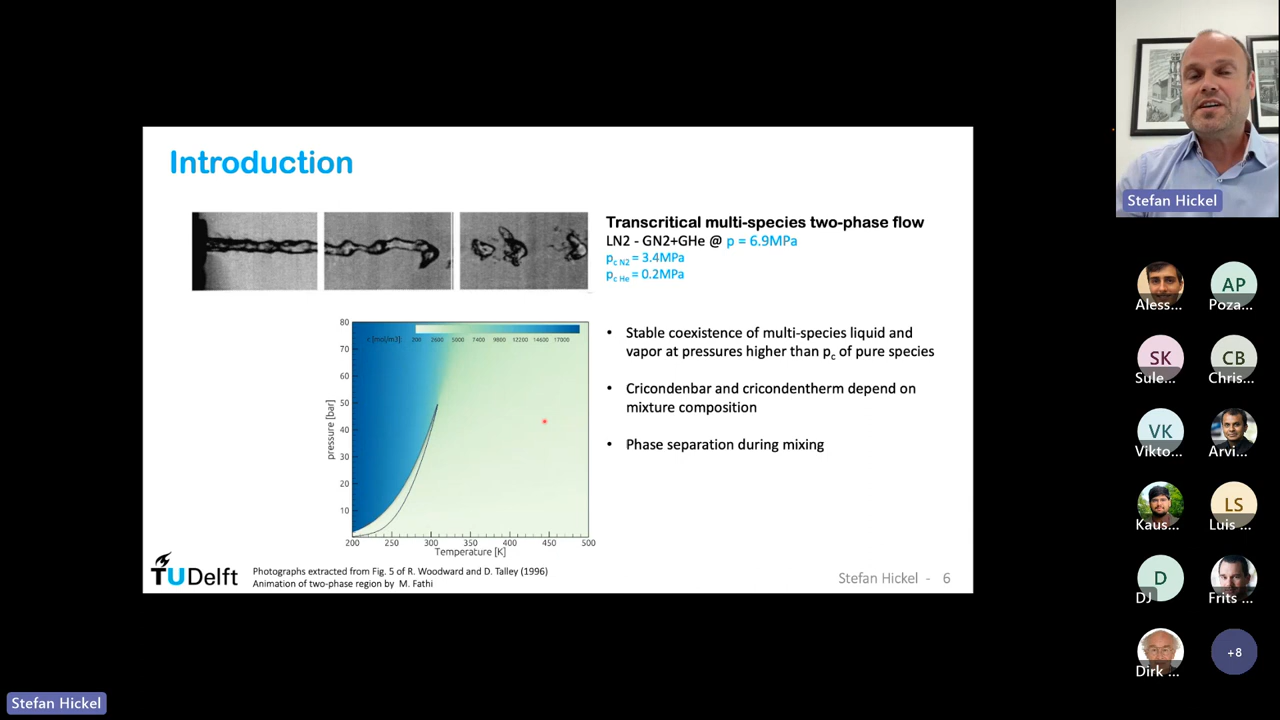 Introduction
Transcritical multi-species two-phase flow
LN2 - GN2+GHe @ p = 6.9MPa
pc N2 = 3.4MPa
pc He = 0.2MPa
• Stable coexistence of multi-species liquid and
vapor at pressures higher than pc of pure species
• Cricondenbar and cricondentherm depend on
mixture composition
• Phase separation during mixing
c [mol/m3]
200 2600 5000 7400 9800 12200 14600 17000
pressure [bar]
80
70
60
50
40
30
20
10
200 250 300 350 400 450 500
Temperature [K]
TUDelft
Photographs extracted from Fig. 5 of R. Woodward and D. Talley (1996)
Animation of two-phase region by M. Fathi
Stefan Hickel - 6
Stefan Hickel
Aless...
AP
Poza...
SK
Sule...
CB
Chris...
VK
Vikto...
Arvi...
Kaus...
LS
Luis ...
D
DJ
Frits ...
Dirk ...
+8
Stefan Hickel